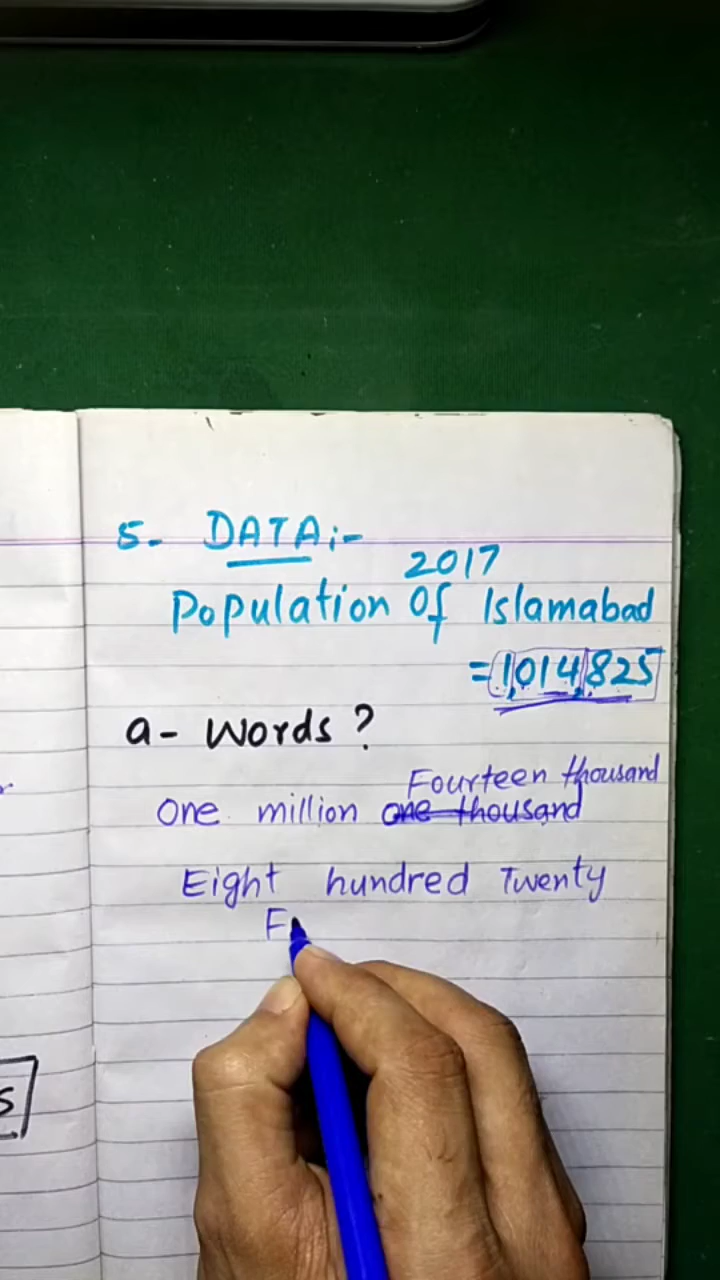 5- DATA:-
2017
Population Of Islamabad
= 1,014,825
a- Words?
Fourteen thousand
One million one thousand
Eight hundred Twenty
F
S